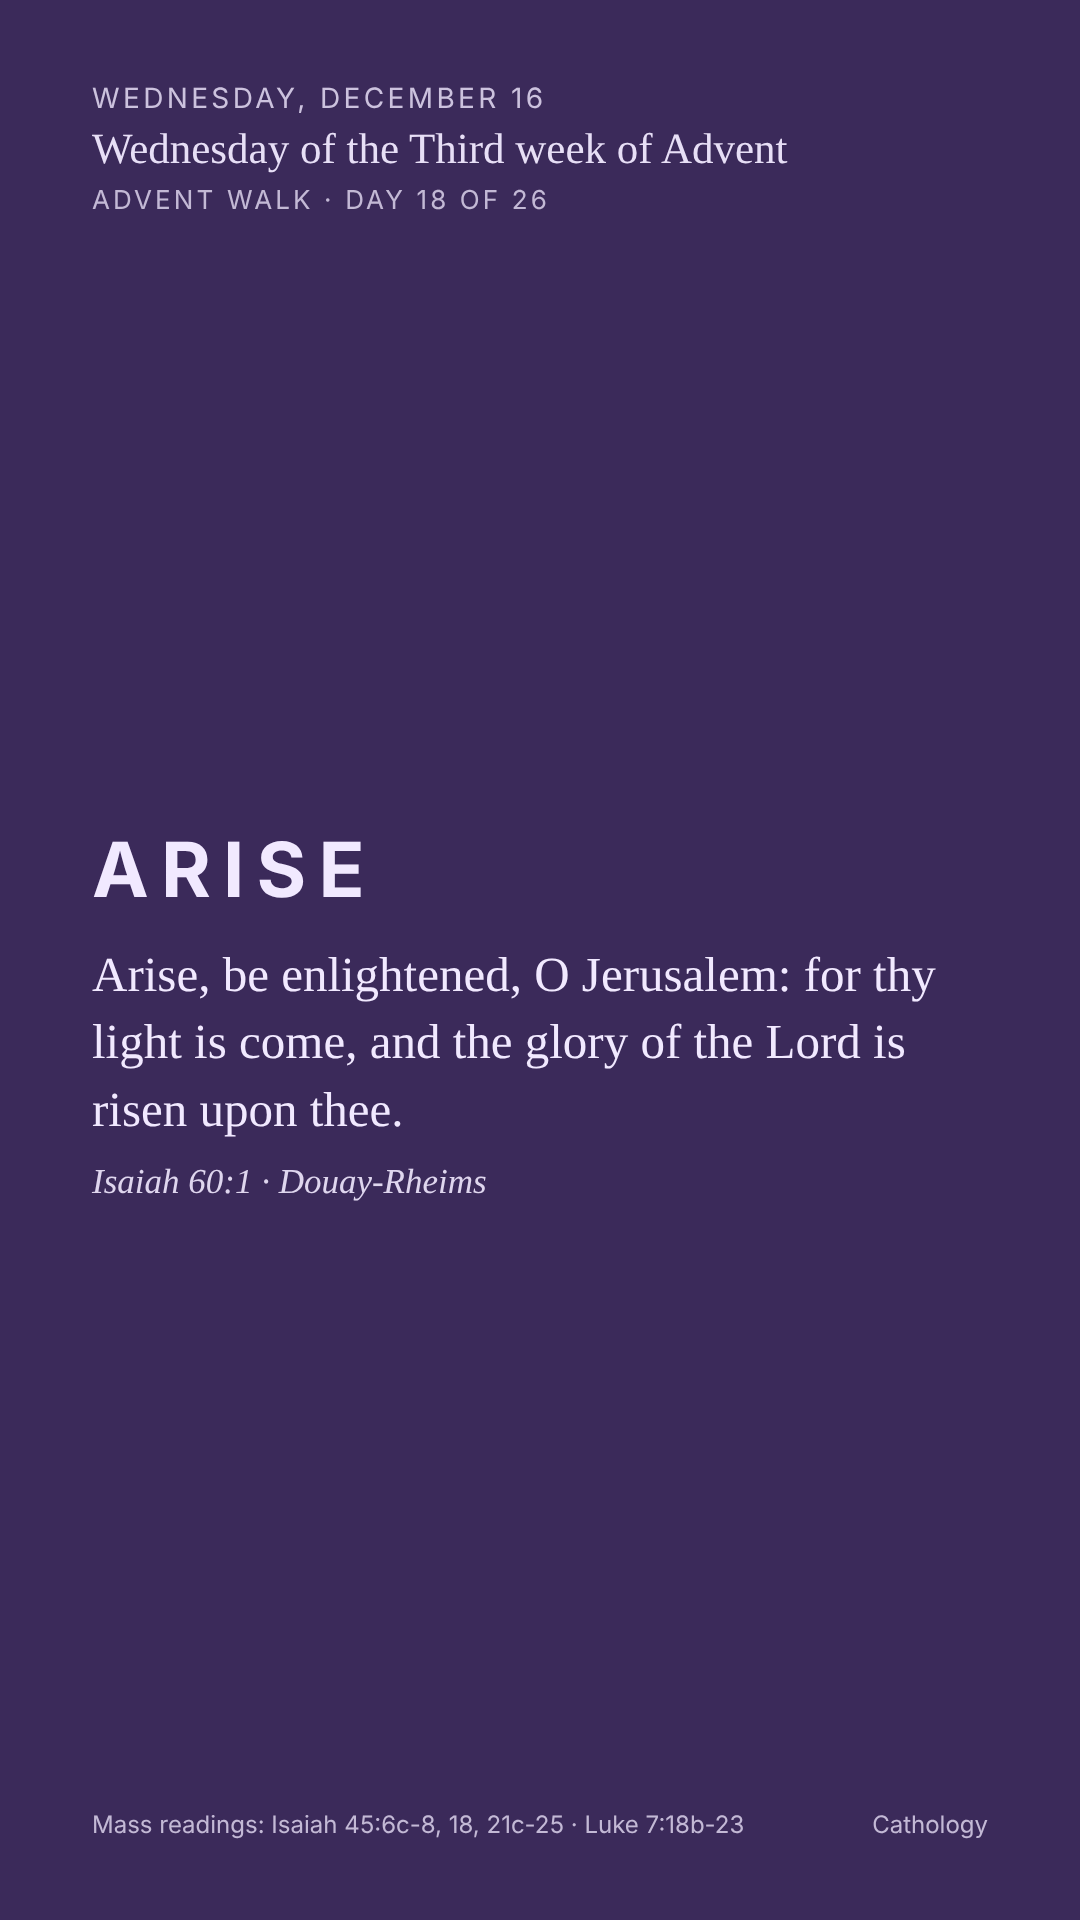 WEDNESDAY, DECEMBER 16
Wednesday of the Third week of Advent
ADVENT WALK · DAY 18 OF 26
ARISE
Arise, be enlightened, O Jerusalem: for thy
light is come, and the glory of the Lord is
risen upon thee.
Isaiah 60:1 · Douay-Rheims
Mass readings: Isaiah 45:6c-8, 18, 21c-25 · Luke 7:18b-23
Cathology